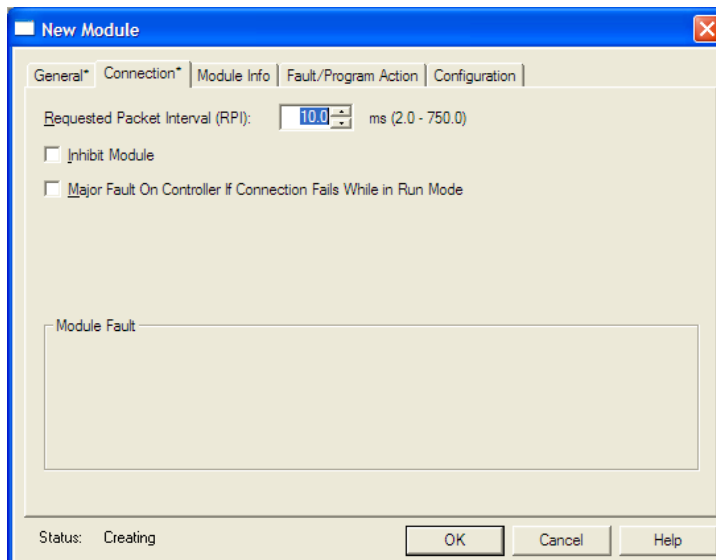 New Module
General* Connection* Module Info Fault/Program Action Configuration
Requested Packet Interval (RPI): 10.0 ms (2.0 - 750.0)
Inhibit Module
Major Fault On Controller If Connection Fails While in Run Mode
Module Fault
Status: Creating OK Cancel Help